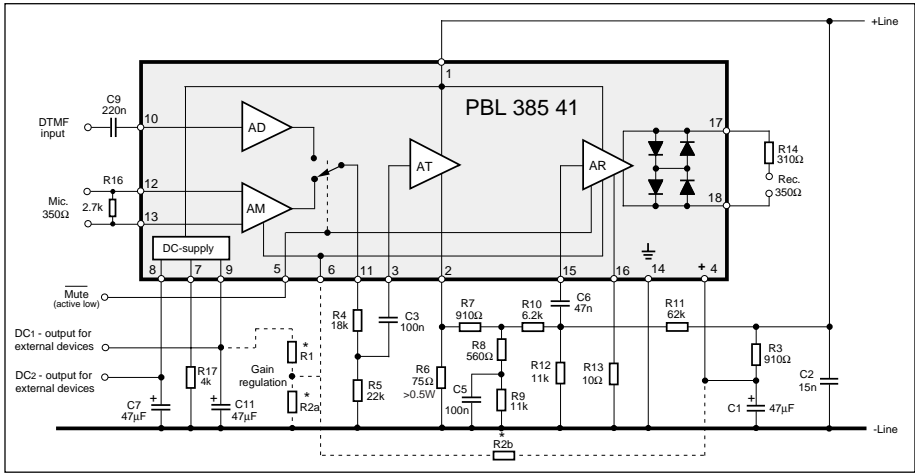 +Line
1
PBL 385 41
C9
220n
DTMF
input
10
AD
17
R14
310Ω
AT
AR
Rec.
350Ω
R16
12
Mic.
350Ω
2.7k
AM
13
18
DC-supply
+
8
7
9
5
6
11
3
2
15
16
14
4
Mute
(active low)
R4
18k
C3
100n
R7
910Ω
R10
6.2k
C6
47n
R11
62k
DC1 - output for
external devices
*
R1
R8
560Ω
R3
910Ω
R17
4k
Gain
regulation
R6
75Ω
>0.5W
R12
11k
R13
10Ω
C2
15n
DC2 - output for
external devices
*
R2a
R5
22k
C5
100n
R9
11k
+
C7
47µF
+
C11
47µF
+
C1
47µF
-Line
*
R2b